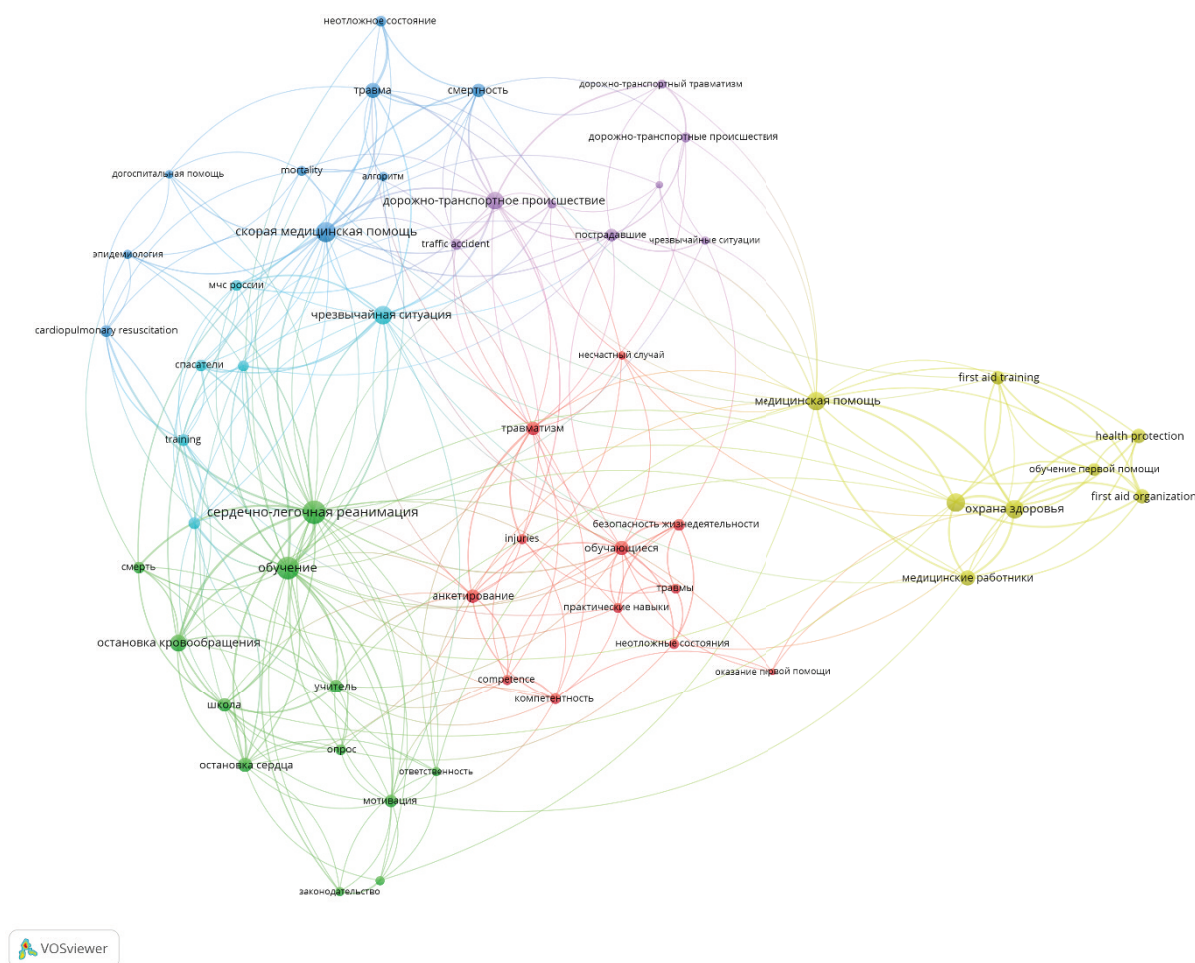 неотложное состояние
дорожно-транспортный травматизм
травма
смертность
дорожно-транспортные происшествия
догоспитальная помощь
mortality
алгоритм
дорожно-транспортное происшествие
скорая медицинская помощь
traffic accident
пострадавшие
чрезвычайные ситуации
эпидемиология
мчс россии
чрезвычайная ситуация
cardiopulmonary resuscitation
несчастный случай
спасатели
first aid training
медицинская помощь
травматизм
training
health protection
обучение первой помощи
first aid organization
охрана здоровья
сердечно-легочная реанимация
безопасность жизнедеятельности
injuries
обучающиеся
смерть
обучение
медицинские работники
травмы
анкетирование
практические навыки
остановка кровообращения
неотложные состояния
оказание первой помощи
competence
учитель
компетентность
школа
опрос
остановка сердца
ответственность
мотивация
законодательство
VOSviewer